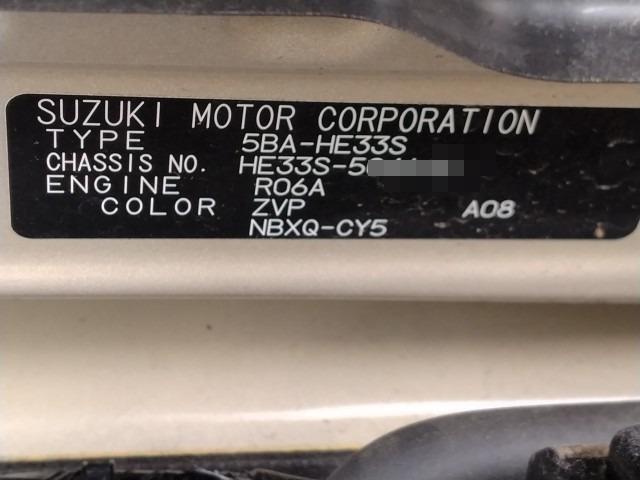 SUZUKI MOTOR CORPORATION
TYPE 5BA-HE33S
CHASSIS NO. HE33S-5
ENGINE R06A
COLOR ZVP A08
NBXQ-CY5